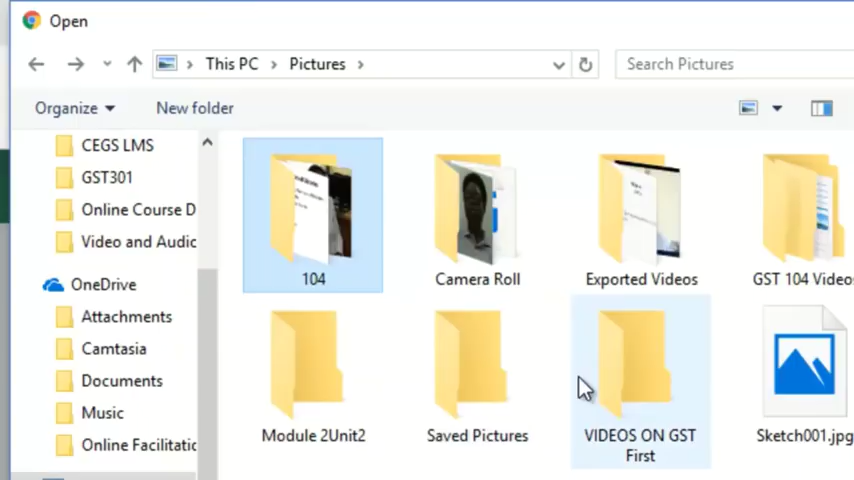 Open
This PC > Pictures >
Search Pictures
Organize
New folder
CEGS LMS
GST301
Online Course D
Video and Audic
OneDrive
Attachments
Camtasia
Documents
Music
Online Facilitatic
104
Camera Roll
Exported Videos
GST 104 Videos
Module 2Unit2
Saved Pictures
VIDEOS ON GST
First
Sketch001.jpg